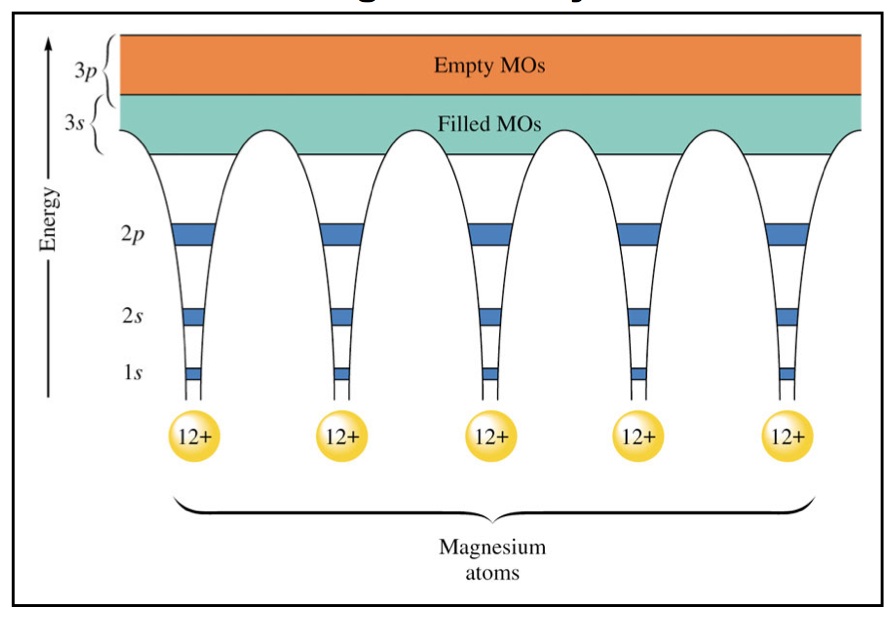 3p
Empty MOs
3s
Filled MOs
Energy
2p
2s
1s
12+
12+
12+
12+
12+
Magnesium
atoms